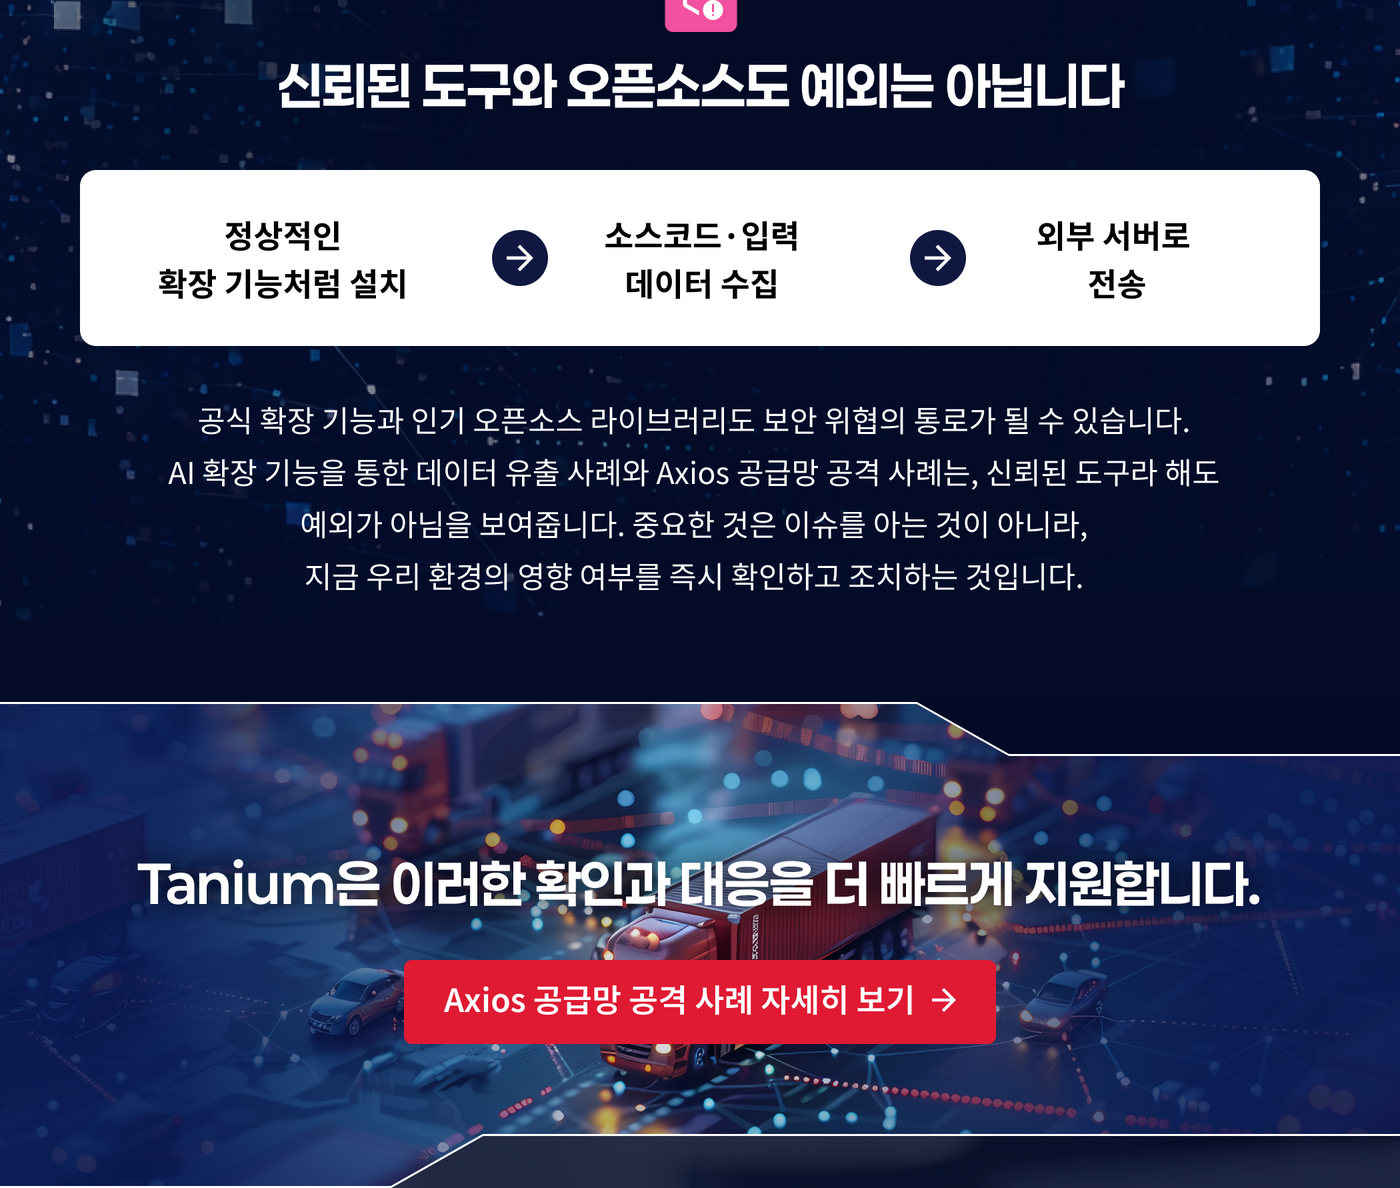 신뢰된 도구와 오픈소스도 예외는 아닙니다
정상적인
확장 기능처럼 설치
소스코드·입력
데이터 수집
외부 서버로
전송
공식 확장 기능과 인기 오픈소스 라이브러리도 보안 위협의 통로가 될 수 있습니다.
AI 확장 기능을 통한 데이터 유출 사례와 Axios 공급망 공격 사례는, 신뢰된 도구라 해도
예외가 아님을 보여줍니다. 중요한 것은 이슈를 아는 것이 아니라,
지금 우리 환경의 영향 여부를 즉시 확인하고 조치하는 것입니다.
Tanium은 이러한 확인과 대응을 더 빠르게 지원합니다.
Axios 공급망 공격 사례 자세히 보기 →